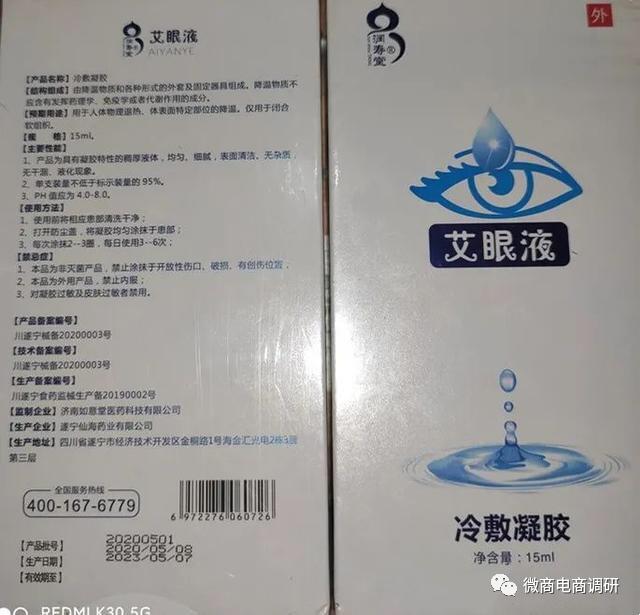 润寿堂
艾眼液
AIYANYE
【产品名称】冷敷凝胶
【结构组成】由降温物质和各种形式的外套及固定器具组成。降温物质不
应含有发挥药理学、免疫学或者代谢作用的成分。
【预期用途】用于人体物理退热、体表面特定部位的降温。仅用于闭合
软组织。
【规 格】15ml。
【主要性能】
1、产品为具有凝胶特性的稠厚液体，均匀、细腻，表面清洁、无杂质，
无干涸、液化现象。
2、单支装量不低于标示装量的 95%。
3、PH 值应为 4.0-8.0。
【使用方法】
1、使用前将相应患部清洗干净；
2、打开防尘盖，将凝胶均匀涂抹于患部；
3、每次涂抹2--3圈，每日使用3--6次；
【禁忌症】
1、本品为非灭菌产品，禁止涂抹于开放性伤口、破损、有创伤位置，
2、本品为外用产品，禁止内服；
3、对凝胶过敏及皮肤过敏者禁用。
【产品备案编号】
川遂宁械备20200003号
【技术备案编号】
川遂宁械备20200003号
【生产备案编号】
川遂宁食药监械生产备20190002号
【监制企业】济南如意堂医药科技有限公司
【生产企业】遂宁仙海药业有限公司
【生产地址】四川省遂宁市经济技术开发区金桐路1号海金汇光电2栋3层
第三层
全国服务热线
400-167-6779
6 972276 060726
【产品批号】 20200501
【生产日期】 2020/05/08
【有效期至】 2023/05/07
REDMI K30 5G
润寿堂
外
艾眼液
冷敷凝胶
净含量：15ml
微商电商调研